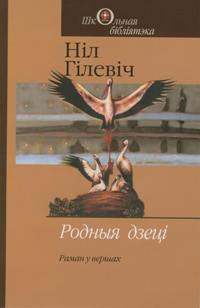 Школьная
бібліятэка
Ніл
Гілевіч
Родныя дзеці
Раман у вершах